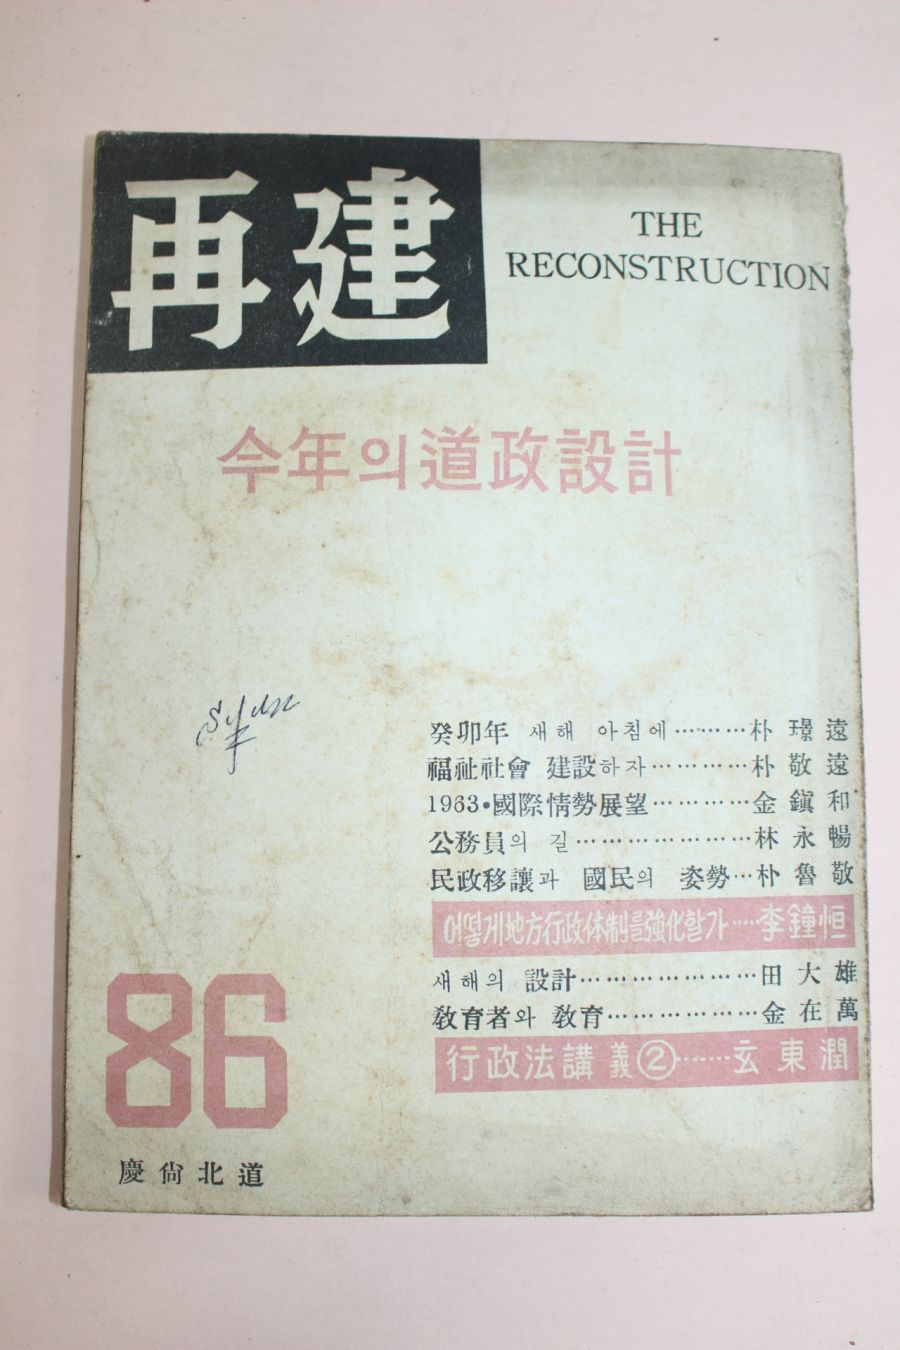 再建
THE
RECONSTRUCTION
今年의道政設計
癸卯年 새해 아침에………朴璟遠
福祉社會 建設하자…………朴敬遠
1963•國際情勢展望…………金鎭和
公務員의 길…………………林永暢
民政移讓과 國民의 姿勢…朴魯敬
어떻게地方行政体制를強化할가……李鐘恒
새해의 設計…………………田大雄
敎育者와 敎育………………金在萬
行政法講義②……玄東潤
86
慶尙北道